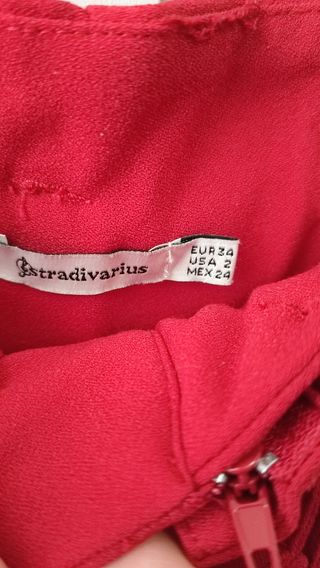 stradivarius
EUR 34
USA 2
MEX 24